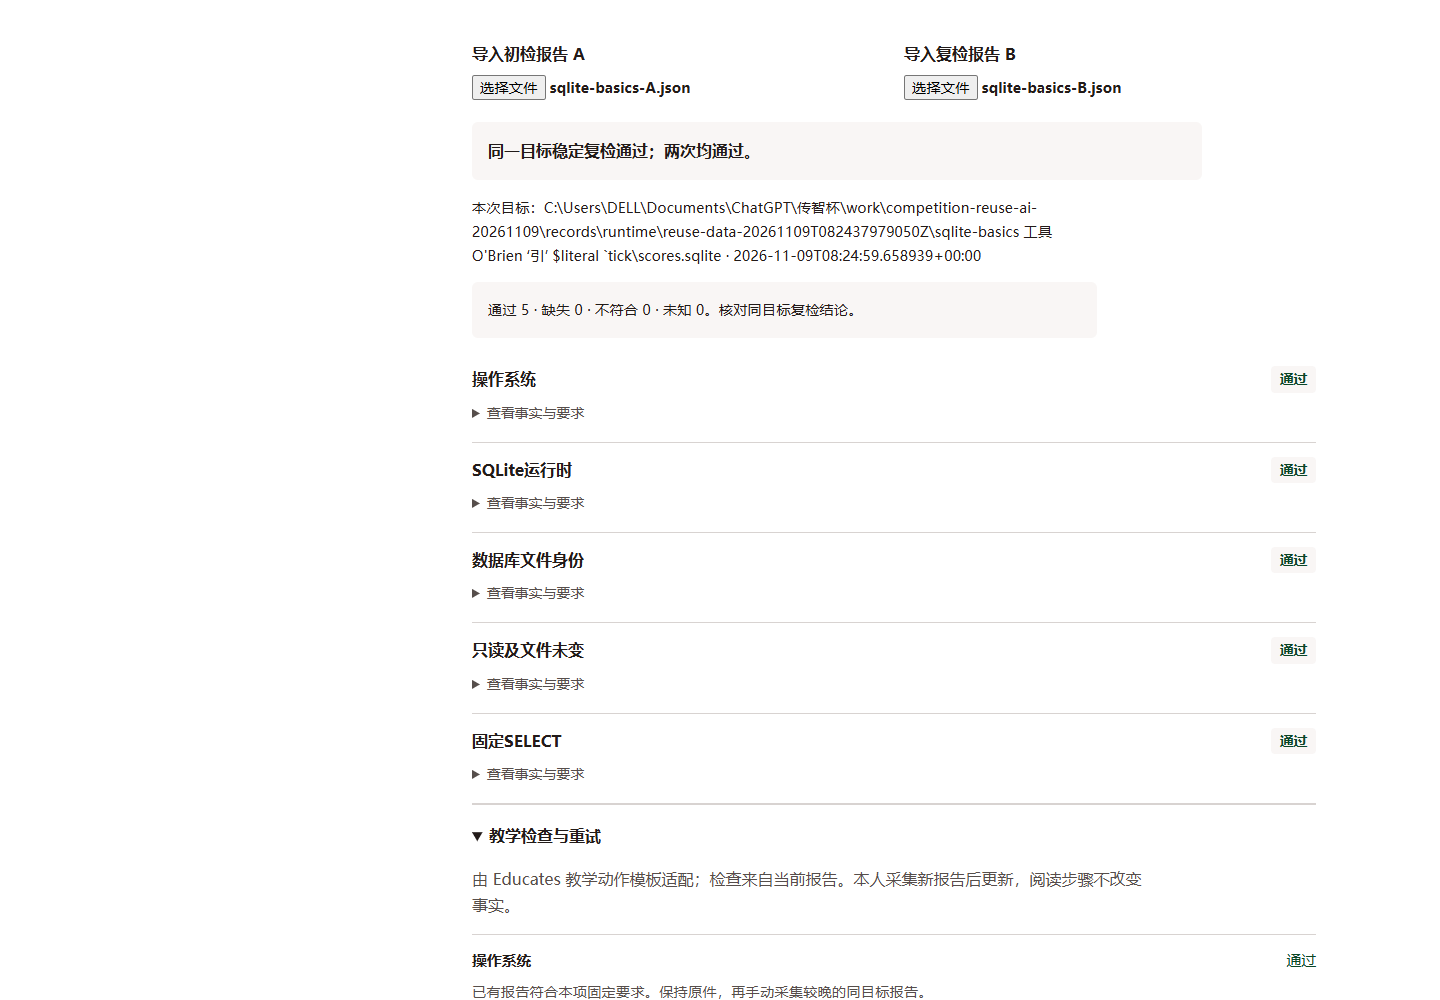 导入初检报告 A
选择文件 sqlite-basics-A.json
导入复检报告 B
选择文件 sqlite-basics-B.json
同一目标稳定复检通过；两次均通过。
本次目标：C:\Users\DELL\Documents\ChatGPT\传智杯\work\competition-reuse-ai-
20261109\records\runtime\reuse-data-20261109T082437979050Z\sqlite-basics 工具
O'Brien ‘引’ $literal `tick\scores.sqlite · 2026-11-09T08:24:59.658939+00:00
通过 5 · 缺失 0 · 不符合 0 · 未知 0。核对同目标复检结论。
操作系统 通过
查看事实与要求
SQLite运行时 通过
查看事实与要求
数据库文件身份 通过
查看事实与要求
只读及文件未变 通过
查看事实与要求
固定SELECT 通过
查看事实与要求
教学检查与重试
由 Educates 教学动作模板适配；检查来自当前报告。本人采集新报告后更新，阅读步骤不改变
事实。
操作系统 通过
已有报告符合本项固定要求。保持原件，再手动采集较晚的同目标报告。